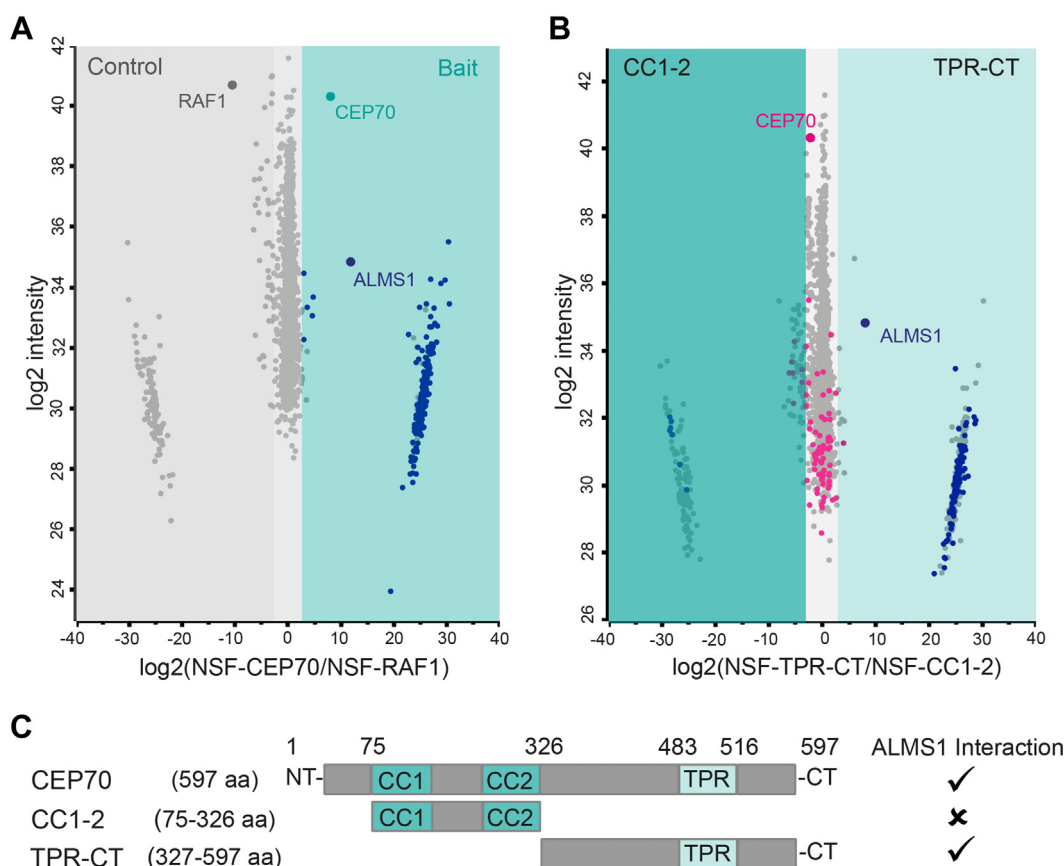 A
Control
Bait
RAF1
CEP70
ALMS1
log2 intensity
42
40
38
36
34
32
30
28
26
24
-40 -30 -20 -10 0 10 20 30 40
log2(NSF-CEP70/NSF-RAF1)
B
CC1-2
TPR-CT
CEP70
ALMS1
log2 intensity
42
40
38
36
34
32
30
28
26
-40 -30 -20 -10 0 10 20 30 40
log2(NSF-TPR-CT/NSF-CC1-2)
C
1 75 326 483 516 597 ALMS1 Interaction
CEP70 (597 aa) NT- CC1 CC2 TPR -CT ✓
CC1-2 (75-326 aa) CC1 CC2 ✘
TPR-CT (327-597 aa) TPR -CT ✓